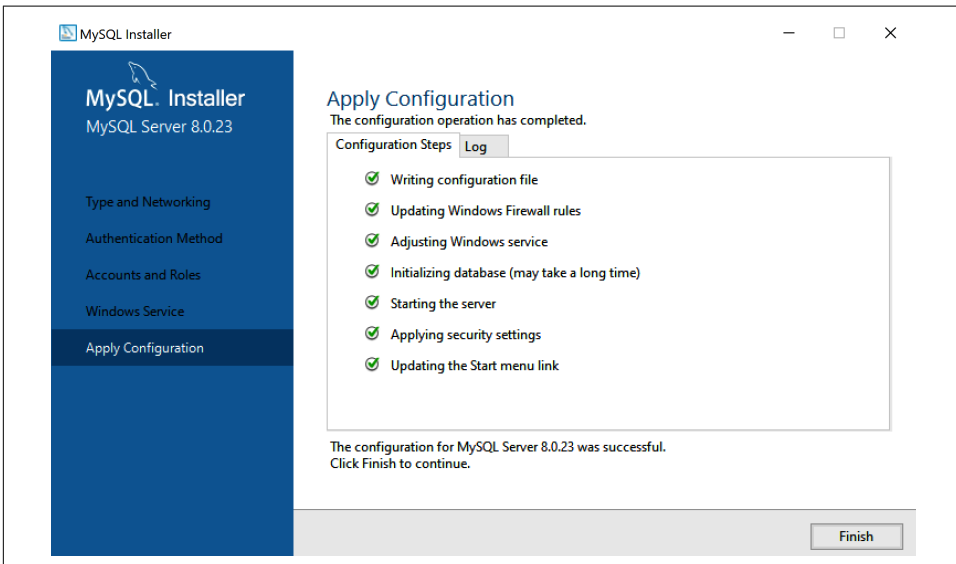 MySQL Installer
MySQL. Installer
MySQL Server 8.0.23
Type and Networking
Authentication Method
Accounts and Roles
Windows Service
Apply Configuration
Apply Configuration
The configuration operation has completed.
Configuration Steps Log
Writing configuration file
Updating Windows Firewall rules
Adjusting Windows service
Initializing database (may take a long time)
Starting the server
Applying security settings
Updating the Start menu link
The configuration for MySQL Server 8.0.23 was successful.
Click Finish to continue.
Finish